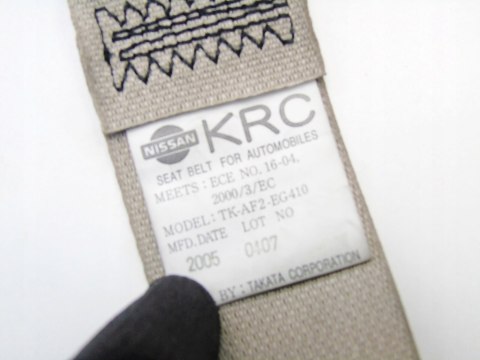 NISSAN KRC
SEAT BELT FOR AUTOMOBILES
MEETS : ECE NO. 16-04,
2000/3/EC
MODEL: TK-AF2-EG410
MFD.DATE LOT NO
2005 0407
BY : TAKATA CORPORATION